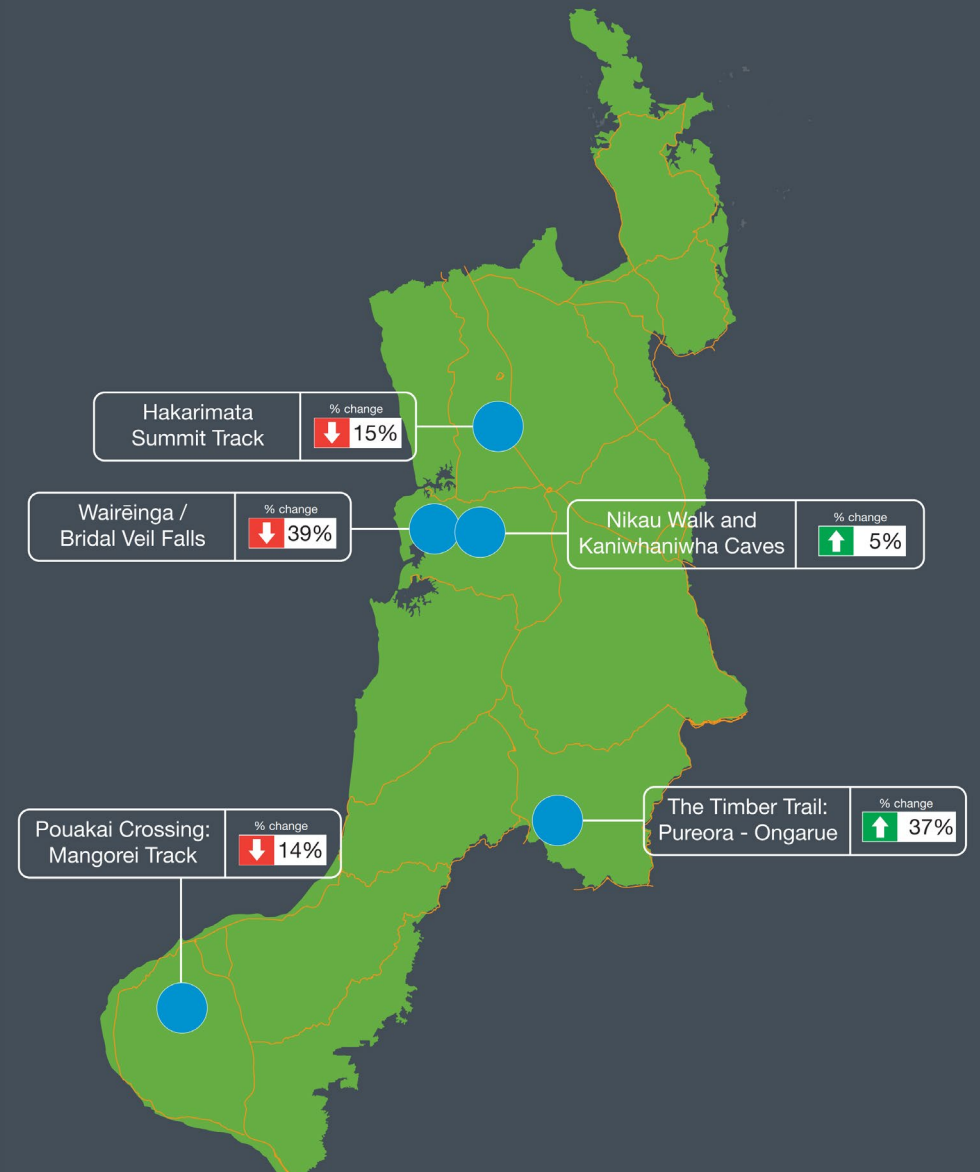 Hakarimata
Summit Track
% change
15%
Wairēinga /
Bridal Veil Falls
% change
39%
Nikau Walk and
Kaniwhaniwha Caves
% change
5%
The Timber Trail:
Pureora - Ongarue
% change
37%
Pouakai Crossing:
Mangorei Track
% change
14%